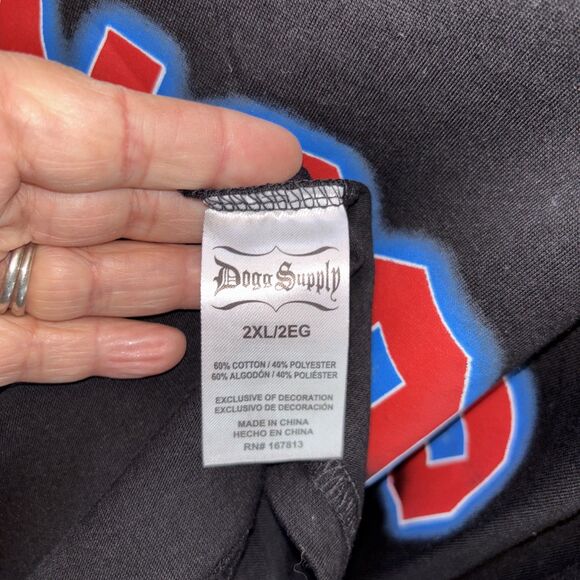 Dogg Supply
2XL/2EG
60% COTTON / 40% POLYESTER
60% ALGODÓN / 40% POLIÉSTER
EXCLUSIVE OF DECORATION
EXCLUSIVO DE DECORACIÓN
MADE IN CHINA
HECHO EN CHINA
RN# 167813